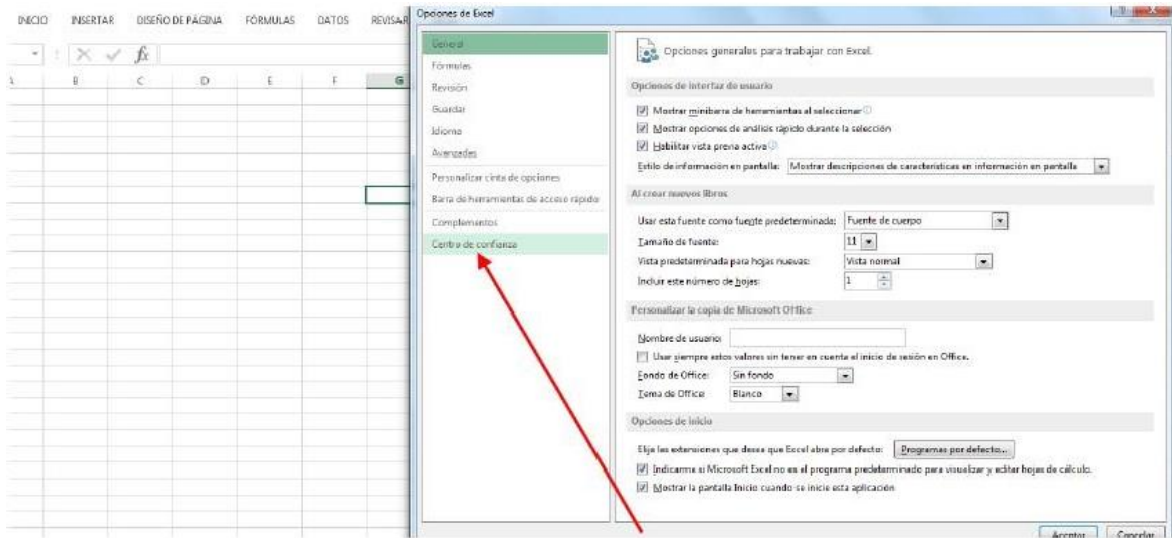 INICIO INSERTAR DISEÑO DE PÁGINA FÓRMULAS DATOS REVISAR
Opciones de Excel
fx
B C D E F G
General
Fórmulas
Revisión
Guardar
Idioma
Avanzadas
Personalizar cinta de opciones
Barra de herramientas de acceso rápido
Complementos
Centro de confianza
Opciones generales para trabajar con Excel.
Opciones de interfaz de usuario
Mostrar minibarra de herramientas al seleccionar
Mostrar opciones de análisis rápido durante la selección
Habilitar vista previa activa
Estilo de información en pantalla: Mostrar descripciones de características en información en pantalla
Al crear nuevos libros
Usar esta fuente como fuente predeterminada: Fuente de cuerpo
Tamaño de fuente: 11
Vista predeterminada para hojas nuevas: Vista normal
Incluir este número de hojas: 1
Personalizar la copia de Microsoft Office
Nombre de usuario:
Usar siempre estos valores sin tener en cuenta el inicio de sesión en Office.
Fondo de Office: Sin fondo
Tema de Office: Blanco
Opciones de inicio
Elija las extensiones que desea que Excel abra por defecto: Programas por defecto...
Indicarme si Microsoft Excel no es el programa predeterminado para visualizar y editar hojas de cálculo.
Mostrar la pantalla Inicio cuando se inicie esta aplicación
Aceptar Cancelar